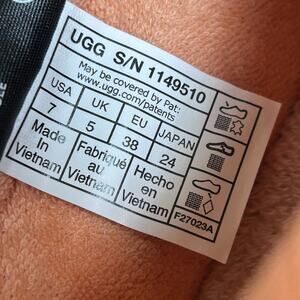 UGG S/N 1149510
May be covered by Pat:
www.ugg.com/patents
USA UK EU JAPAN
7 5 38 24
Made In Vietnam
Fabriqué au Vietnam
Hecho en Vietnam
F27023A